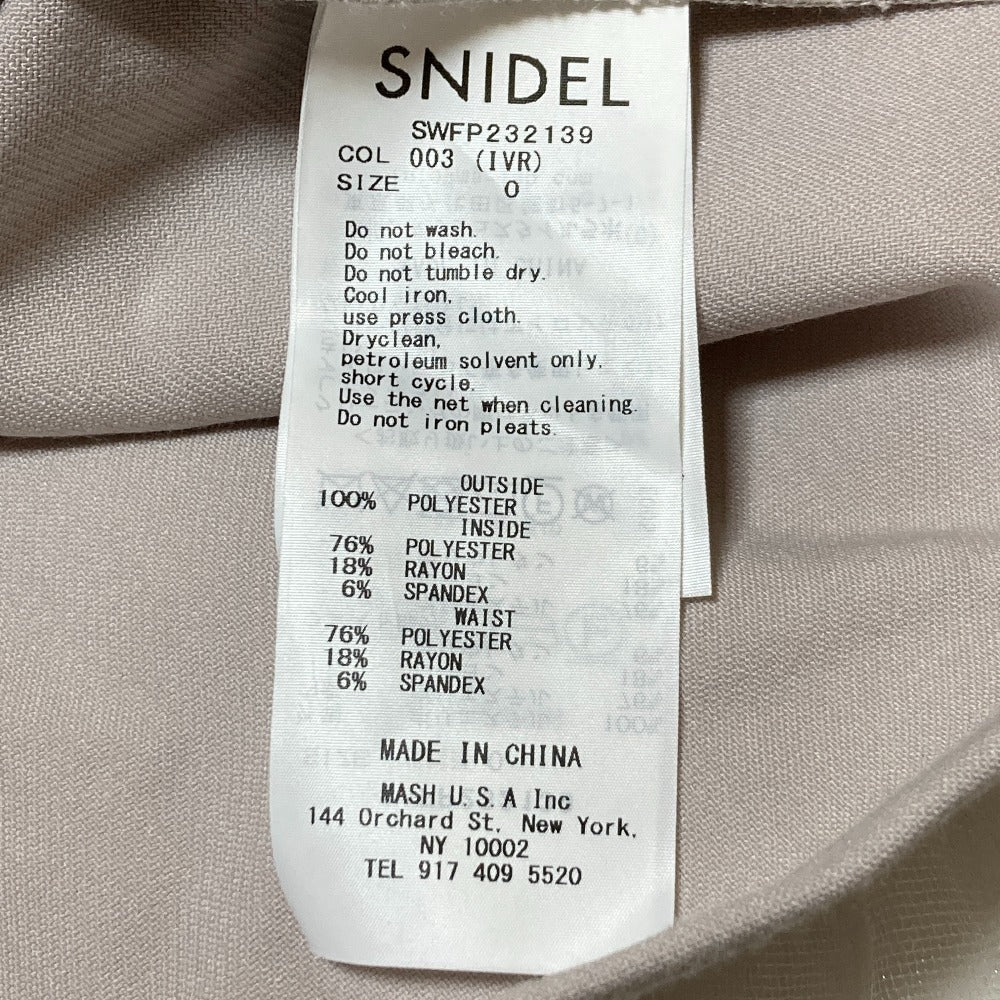 SNIDEL
SWFP232139
COL 003 (IVR)
SIZE 0
Do not wash.
Do not bleach.
Do not tumble dry.
Cool iron,
use press cloth.
Dryclean,
petroleum solvent only,
short cycle.
Use the net when cleaning.
Do not iron pleats.
OUTSIDE
100% POLYESTER
INSIDE
76% POLYESTER
18% RAYON
6% SPANDEX
WAIST
76% POLYESTER
18% RAYON
6% SPANDEX
MADE IN CHINA
MASH U.S.A Inc
144 Orchard St, New York,
NY 10002
TEL 917 409 5520